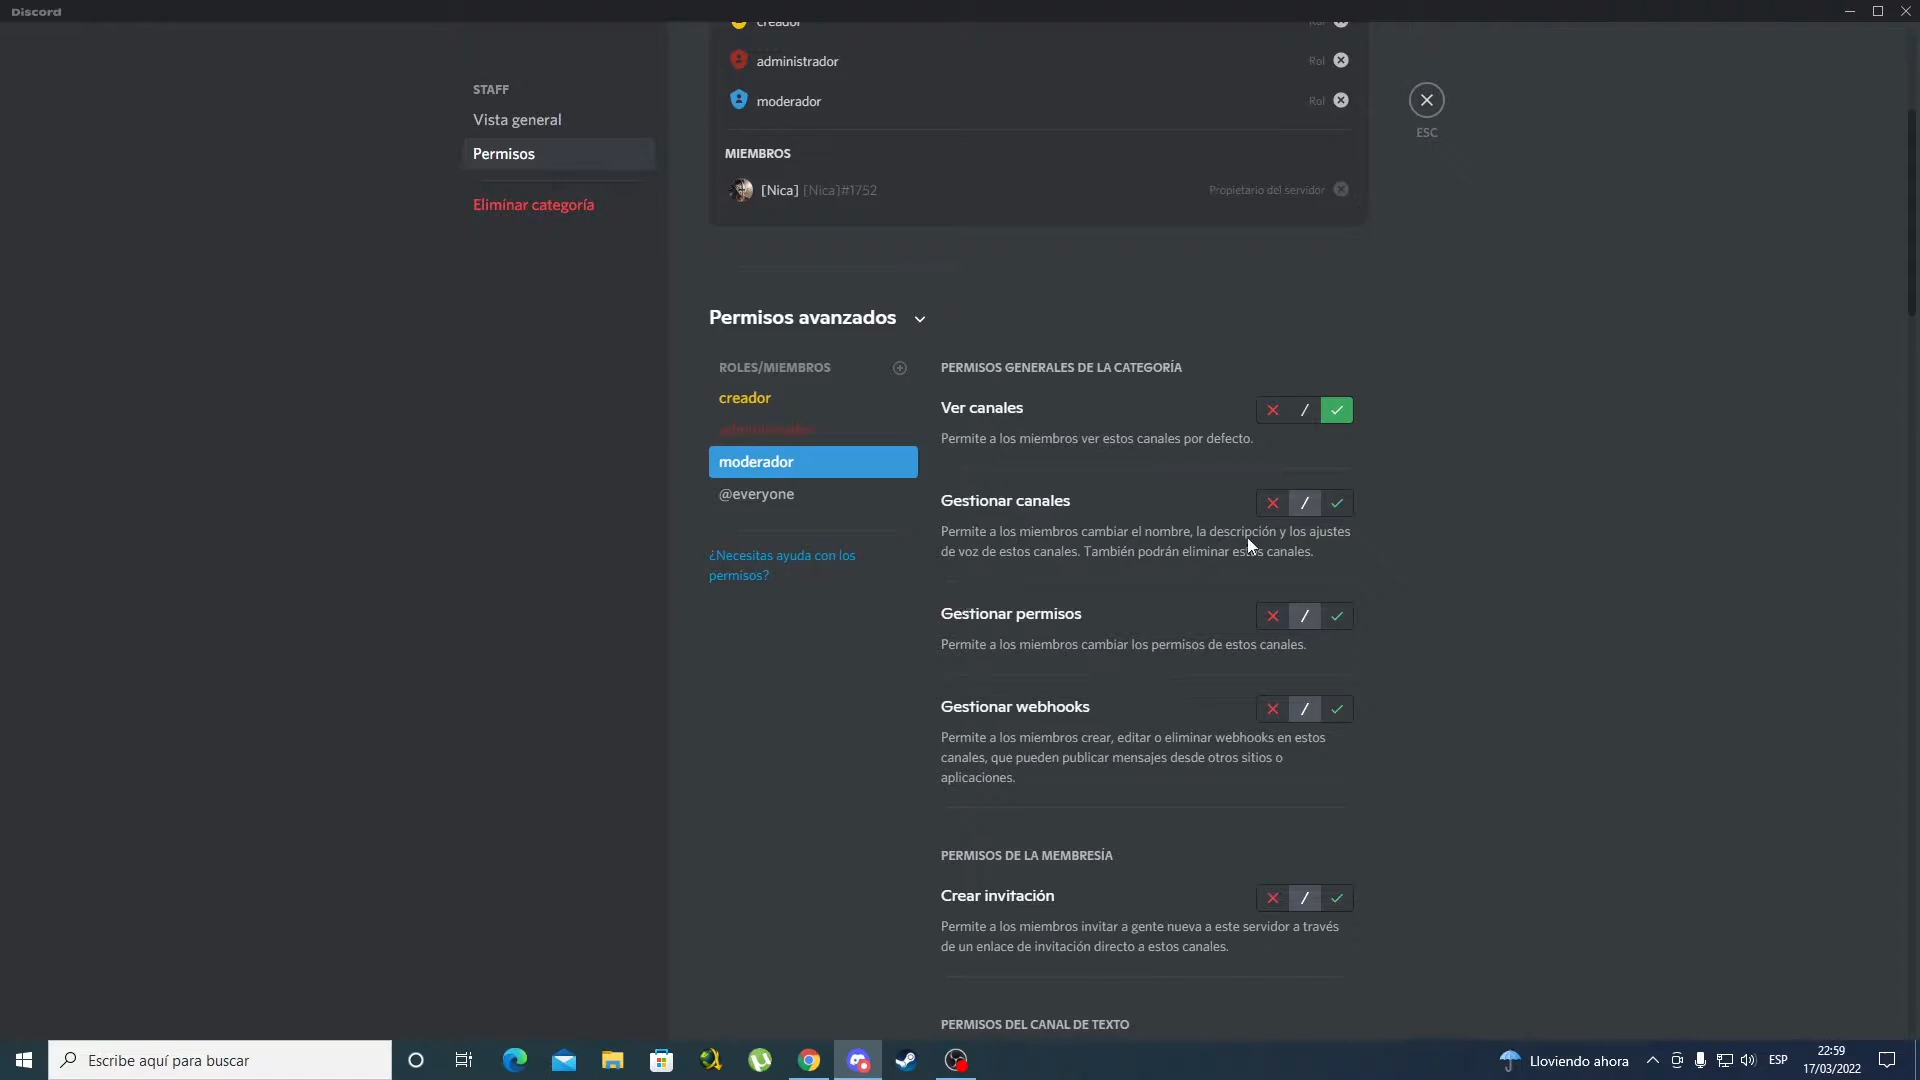 Discord
creador
Rol
administrador
Rol
moderador
Rol
STAFF
Vista general
Permisos
Eliminar categoría
ESC
MIEMBROS
[Nica] [Nica]#1752
Propietario del servidor
Permisos avanzados
ROLES/MIEMBROS
creador
administrador
moderador
@everyone
¿Necesitas ayuda con los
permisos?
PERMISOS GENERALES DE LA CATEGORÍA
Ver canales
Permite a los miembros ver estos canales por defecto.
Gestionar canales
Permite a los miembros cambiar el nombre, la descripción y los ajustes
de voz de estos canales. También podrán eliminar estos canales.
Gestionar permisos
Permite a los miembros cambiar los permisos de estos canales.
Gestionar webhooks
Permite a los miembros crear, editar o eliminar webhooks en estos
canales, que pueden publicar mensajes desde otros sitios o
aplicaciones.
PERMISOS DE LA MEMBRESÍA
Crear invitación
Permite a los miembros invitar a gente nueva a este servidor a través
de un enlace de invitación directo a estos canales.
PERMISOS DEL CANAL DE TEXTO
Escribe aquí para buscar
Lloviendo ahora
ESP
22:59
17/03/2022